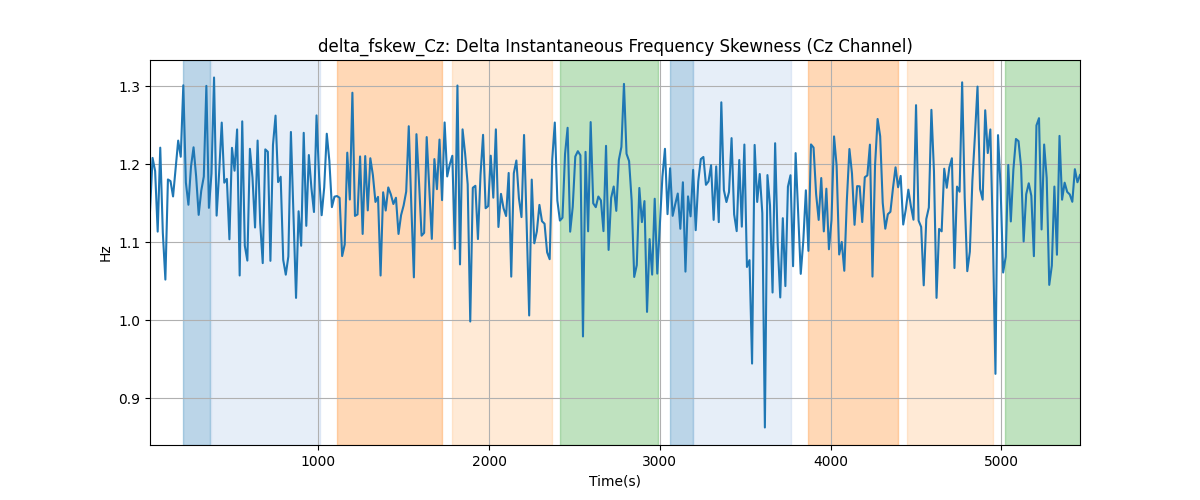 delta_fskew_Cz: Delta Instantaneous Frequency Skewness (Cz Channel)
1.3
1.2
1.1
1.0
0.9
Hz
1000 2000 3000 4000 5000
Time(s)